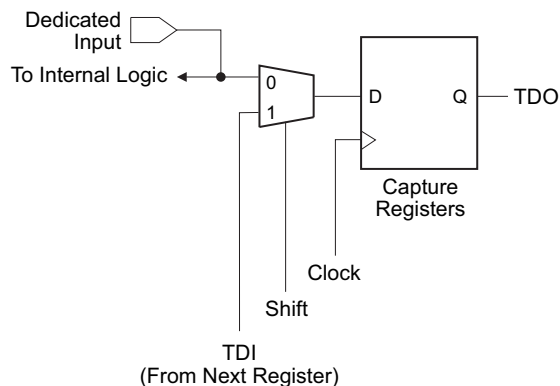 Dedicated
Input
To Internal Logic
0
1
D
Q
TDO
Capture
Registers
Clock
Shift
TDI
(From Next Register)